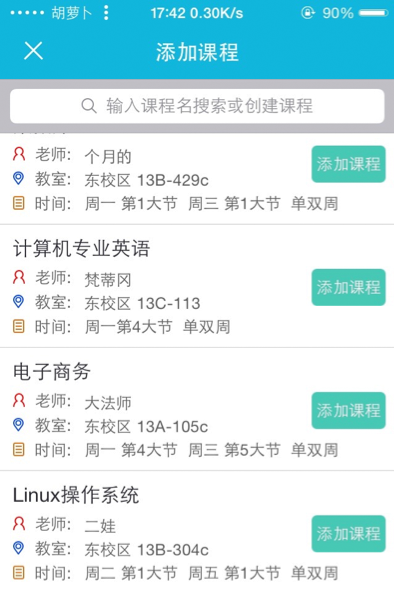 胡萝卜 17:42 0.30K/s 90%
添加课程
输入课程名搜索或创建课程
老师: 个月的
添加课程
教室: 东校区 13B-429c
时间: 周一 第1大节 周三 第1大节 单双周
计算机专业英语
老师: 梵蒂冈
添加课程
教室: 东校区 13C-113
时间: 周一第4大节 单双周
电子商务
老师: 大法师
添加课程
教室: 东校区 13A-105c
时间: 周一 第4大节 周三 第5大节 单双周
Linux操作系统
老师: 二娃
添加课程
教室: 东校区 13B-304c
时间: 周二 第1大节 周五 第1大节 单双周